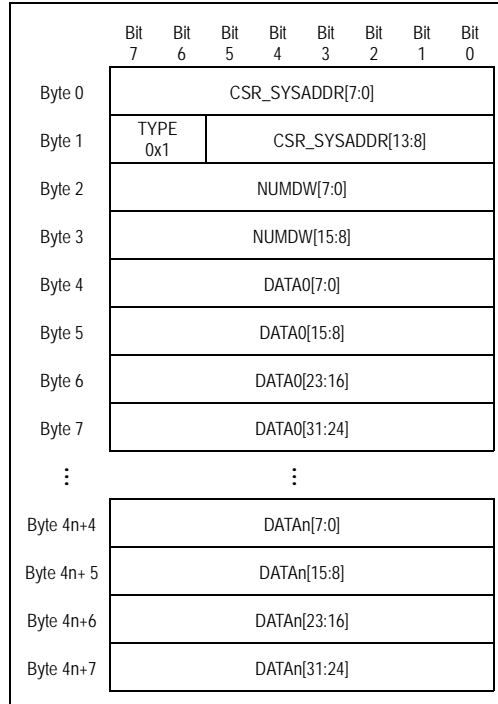 Bit Bit Bit Bit Bit Bit Bit Bit
7 6 5 4 3 2 1 0
Byte 0 CSR_SYSADDR[7:0]
Byte 1 TYPE 0x1 CSR_SYSADDR[13:8]
Byte 2 NUMDW[7:0]
Byte 3 NUMDW[15:8]
Byte 4 DATA0[7:0]
Byte 5 DATA0[15:8]
Byte 6 DATA0[23:16]
Byte 7 DATA0[31:24]
⋮ ⋮
Byte 4n+4 DATAn[7:0]
Byte 4n+ 5 DATAn[15:8]
Byte 4n+6 DATAn[23:16]
Byte 4n+7 DATAn[31:24]